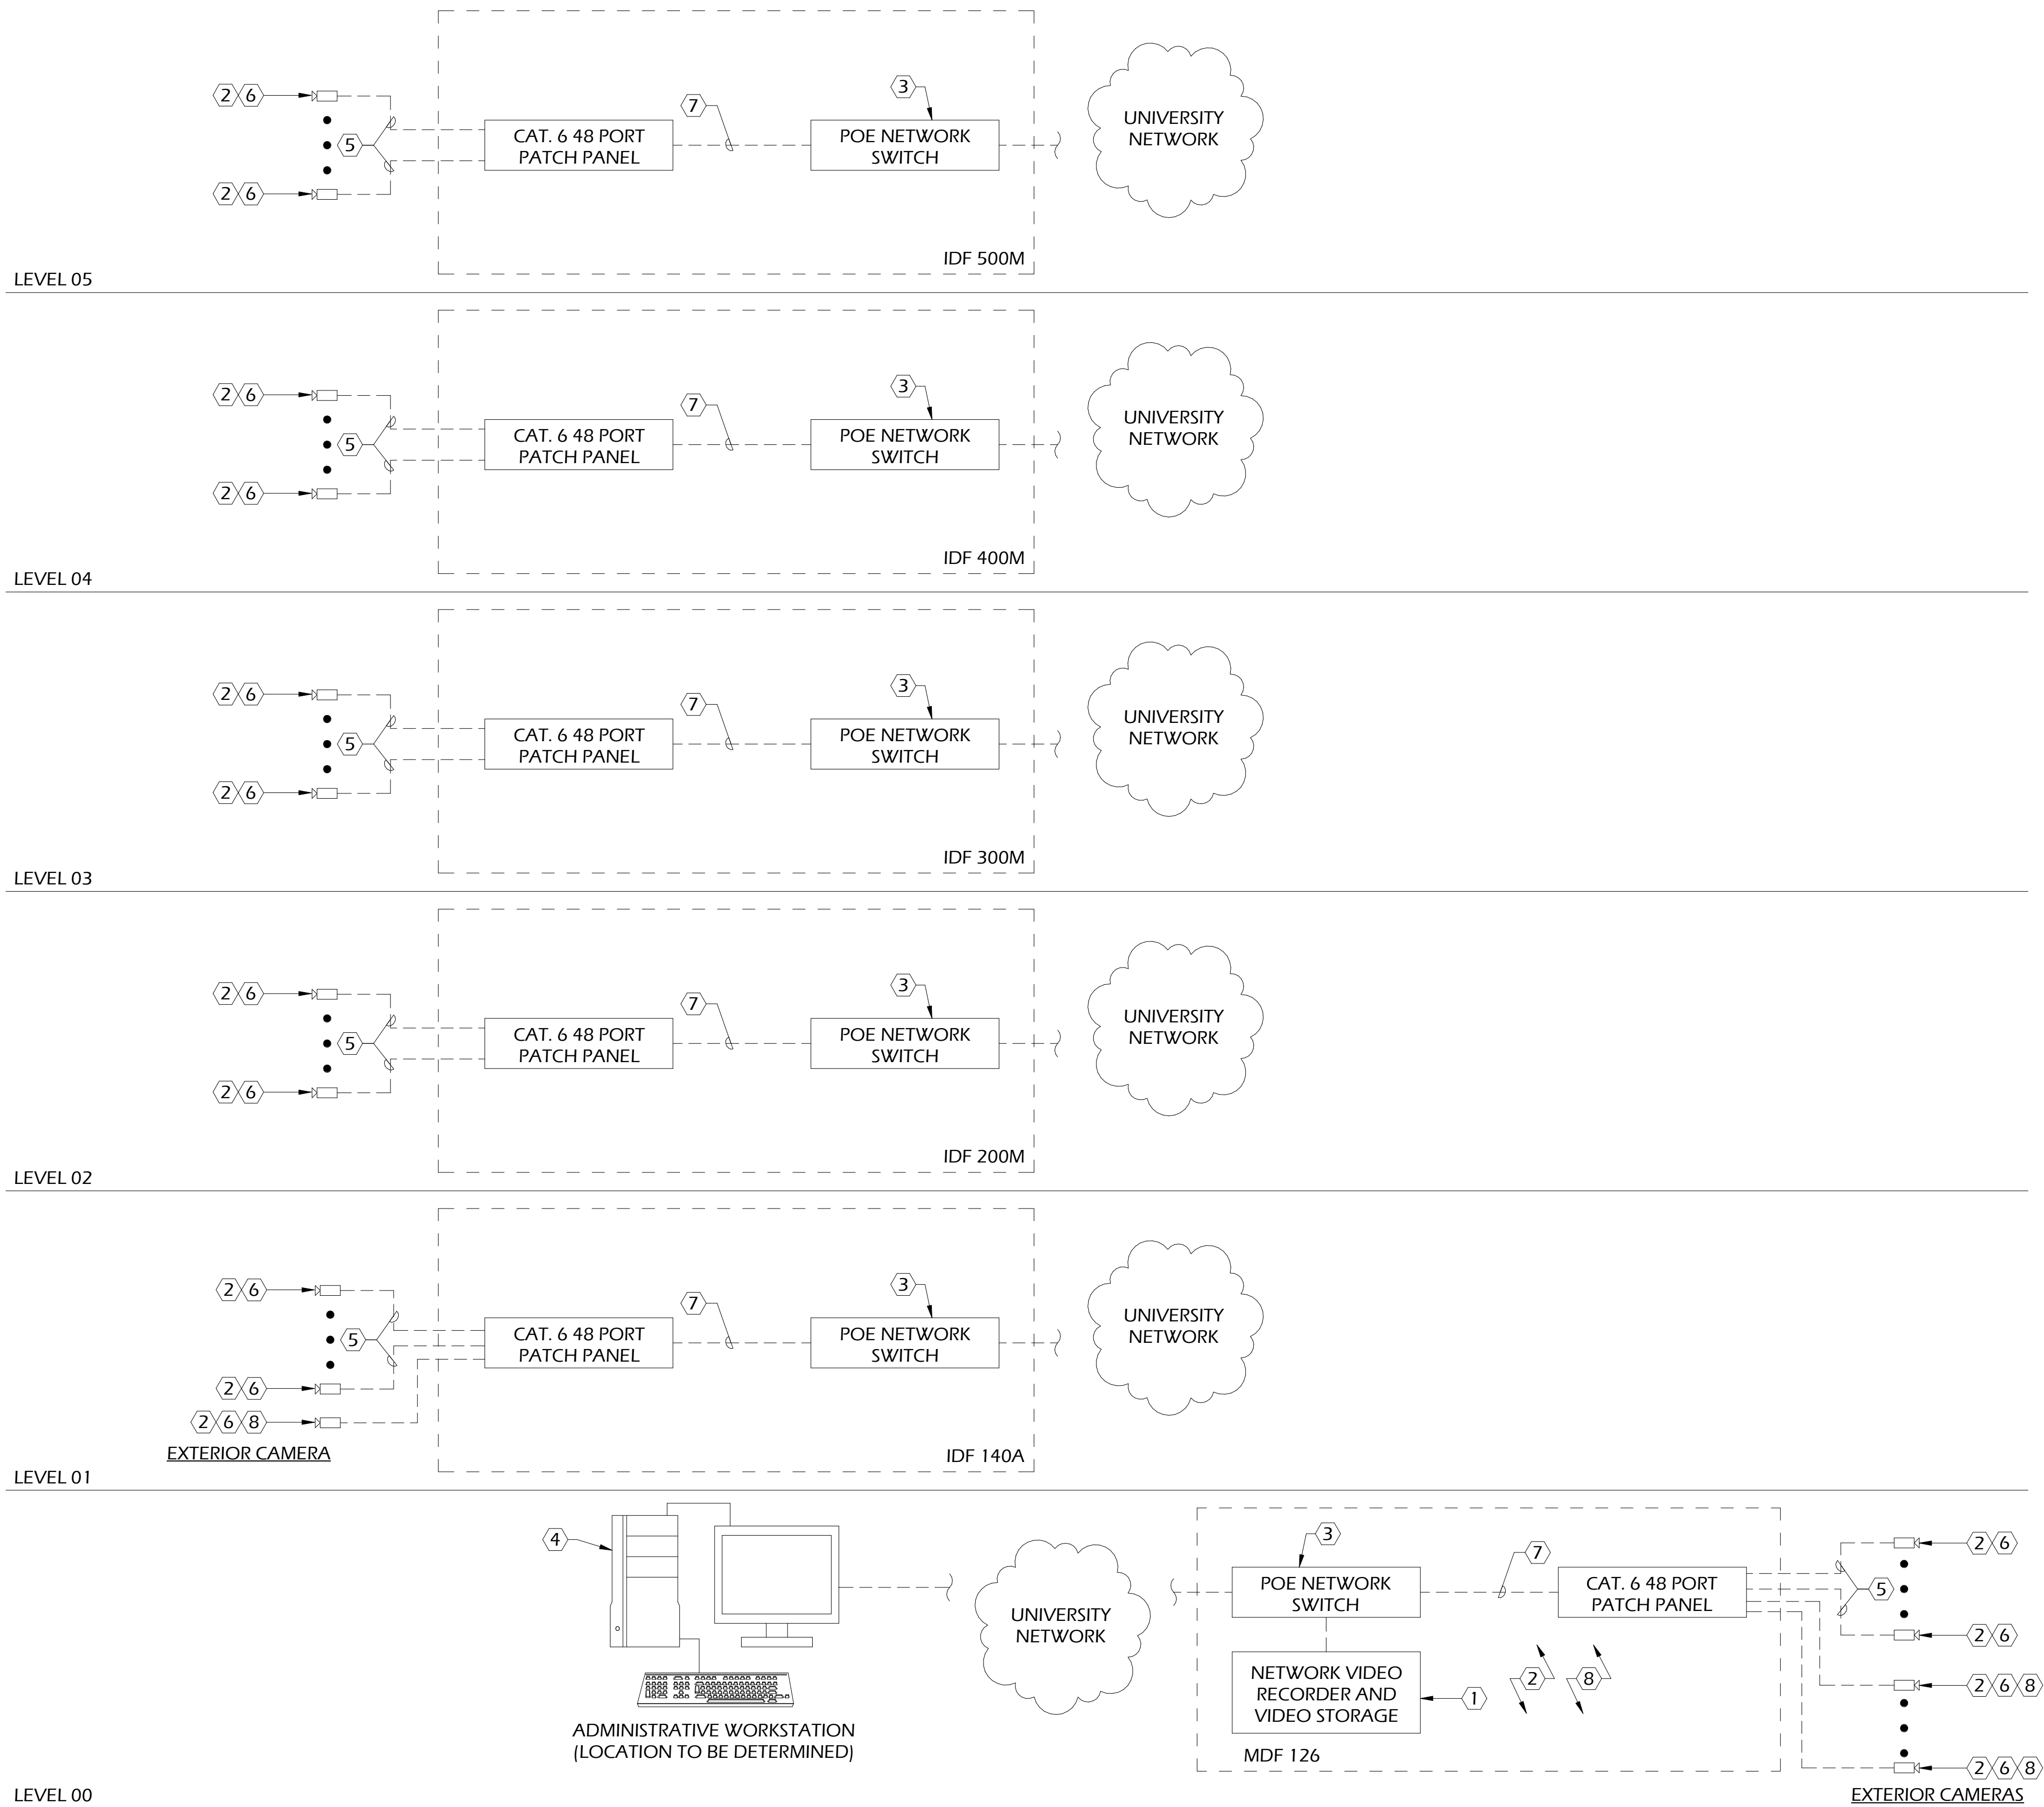 3
2 6
7
CAT. 6 48 PORT
PATCH PANEL
POE NETWORK
SWITCH
UNIVERSITY
NETWORK
5
2 6
IDF 500M
LEVEL 05
3
2 6
7
CAT. 6 48 PORT
PATCH PANEL
POE NETWORK
SWITCH
UNIVERSITY
NETWORK
5
2 6
IDF 400M
LEVEL 04
3
2 6
7
CAT. 6 48 PORT
PATCH PANEL
POE NETWORK
SWITCH
UNIVERSITY
NETWORK
5
2 6
IDF 300M
LEVEL 03
3
2 6
7
CAT. 6 48 PORT
PATCH PANEL
POE NETWORK
SWITCH
UNIVERSITY
NETWORK
5
2 6
IDF 200M
LEVEL 02
3
2 6
7
CAT. 6 48 PORT
PATCH PANEL
POE NETWORK
SWITCH
UNIVERSITY
NETWORK
5
2 6
2 6 8
EXTERIOR CAMERA
IDF 140A
LEVEL 01
4
ADMINISTRATIVE WORKSTATION
(LOCATION TO BE DETERMINED)
UNIVERSITY
NETWORK
3
7
POE NETWORK
SWITCH
CAT. 6 48 PORT
PATCH PANEL
2 6
5
2 6
NETWORK VIDEO
RECORDER AND
VIDEO STORAGE
1
2
8
2 6 8
MDF 126
2 6 8
EXTERIOR CAMERAS
LEVEL 00